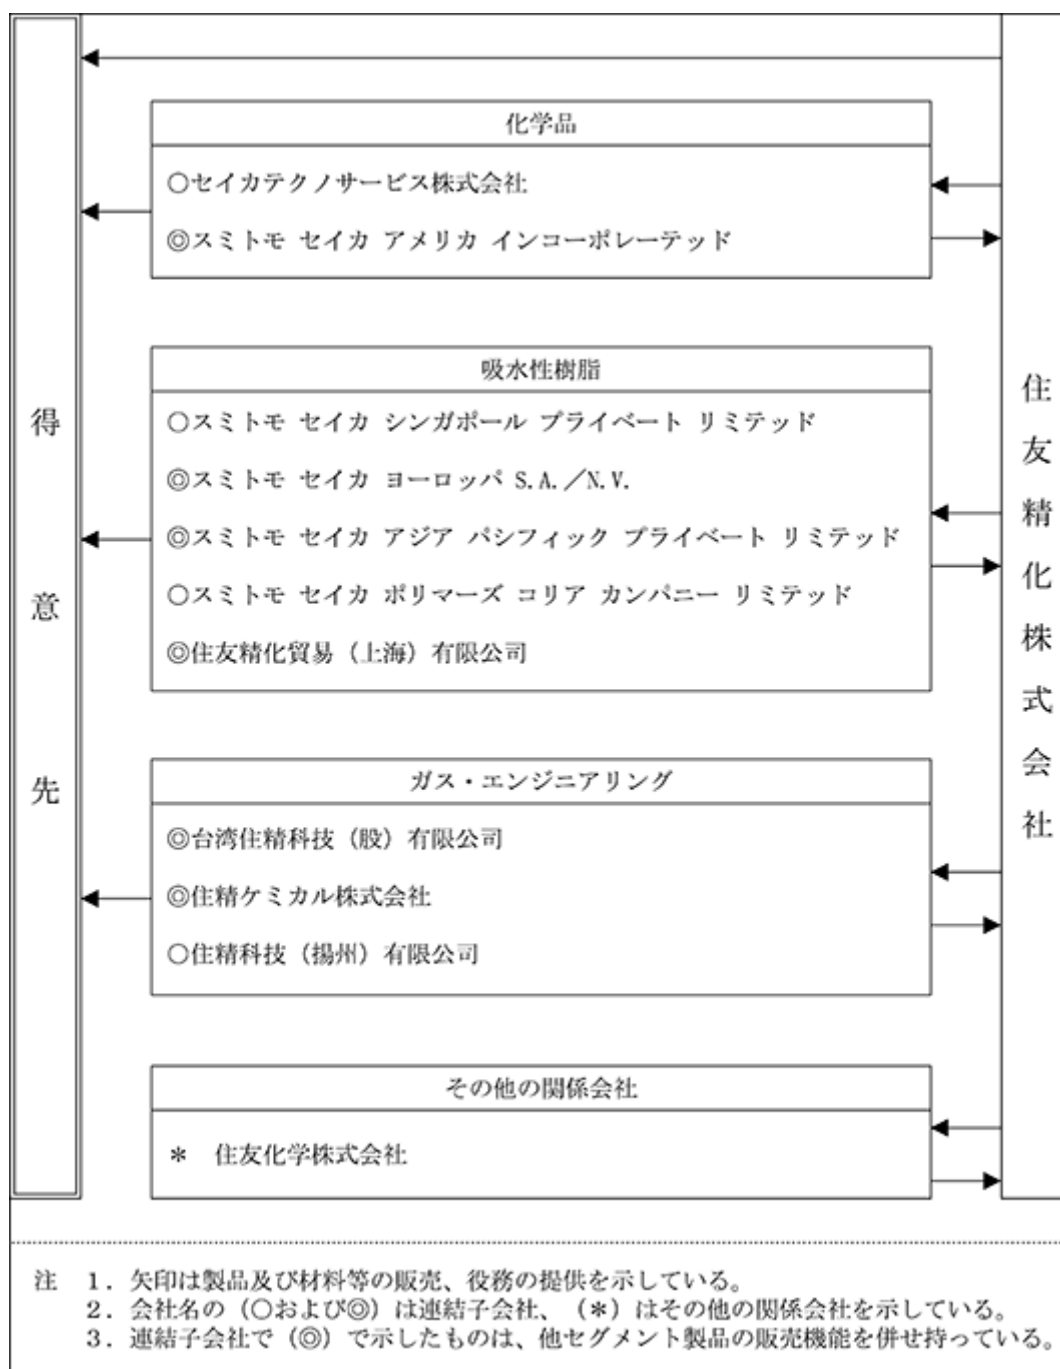 得意先
化学品
○セイカテクノサービス株式会社
◎スミトモ セイカ アメリカ インコーポレーテッド
吸水性樹脂
○スミトモ セイカ シンガポール プライベート リミテッド
◎スミトモ セイカ ヨーロッパ S.A.／N.V.
◎スミトモ セイカ アジア パシフィック プライベート リミテッド
○スミトモ セイカ ポリマーズ コリア カンパニー リミテッド
◎住友精化貿易（上海）有限公司
ガス・エンジニアリング
◎台湾住精科技（股）有限公司
◎住精ケミカル株式会社
○住精科技（揚州）有限公司
その他の関係会社
＊　住友化学株式会社
住友精化株式会社
注　１．矢印は製品及び材料等の販売、役務の提供を示している。
２．会社名の（○および◎）は連結子会社、（＊）はその他の関係会社を示している。
３．連結子会社で（◎）で示したものは、他セグメント製品の販売機能を併せ持っている。